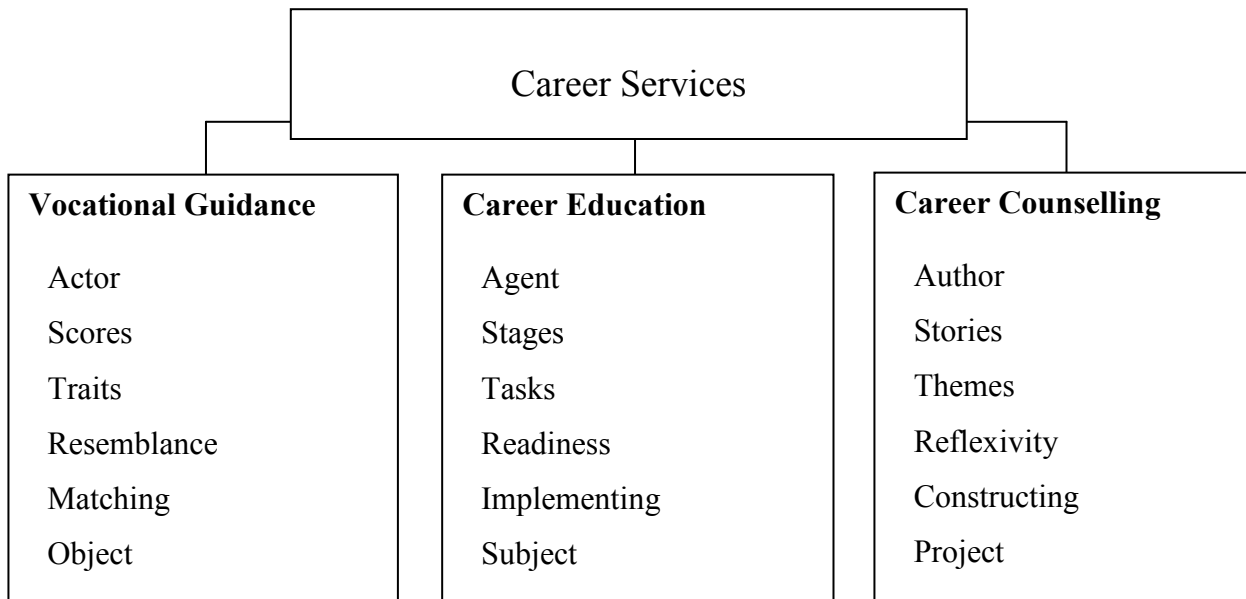 Career Services
Vocational Guidance
Actor
Scores
Traits
Resemblance
Matching
Object
Career Education
Agent
Stages
Tasks
Readiness
Implementing
Subject
Career Counselling
Author
Stories
Themes
Reflexivity
Constructing
Project